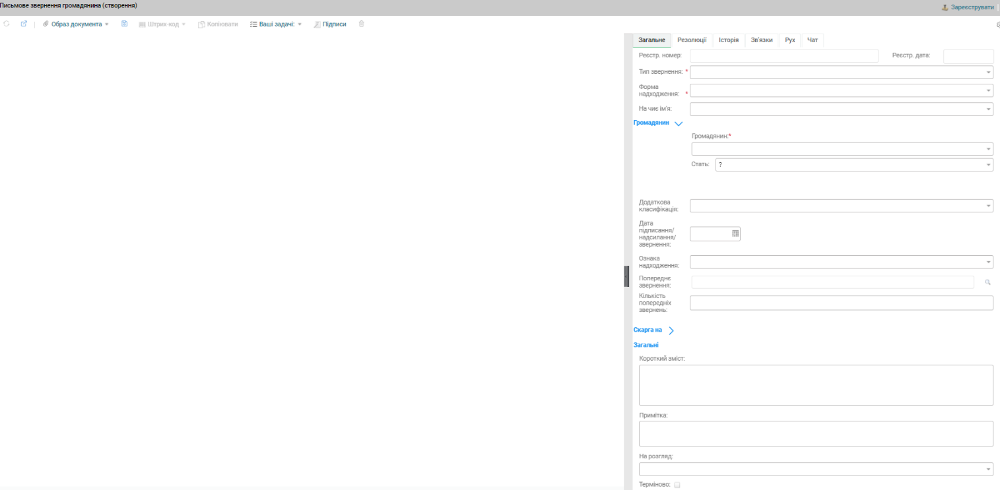 Письмове звернення громадянина (створення)
Зареєструвати
Образ документа
Штрих-код
Копіювати
Ваші задачі:
Підписи
Загальне Резолюції Історія Зв'язки Рух Чат
Реєстр. номер: Реєстр. дата:
Тип звернення: *
Форма
надходження: *
На чиє ім'я:
Громадянин
Громадянин:*
Стать: ?
Додаткова
класифікація:
Дата
підписання/
надсилання/
звернення:
Ознака
надходження:
Попереднє
звернення:
Кількість
попередніх
звернень:
Скарга на
Загальні
Короткий зміст:
Примітка:
На розгляд:
Терміново: